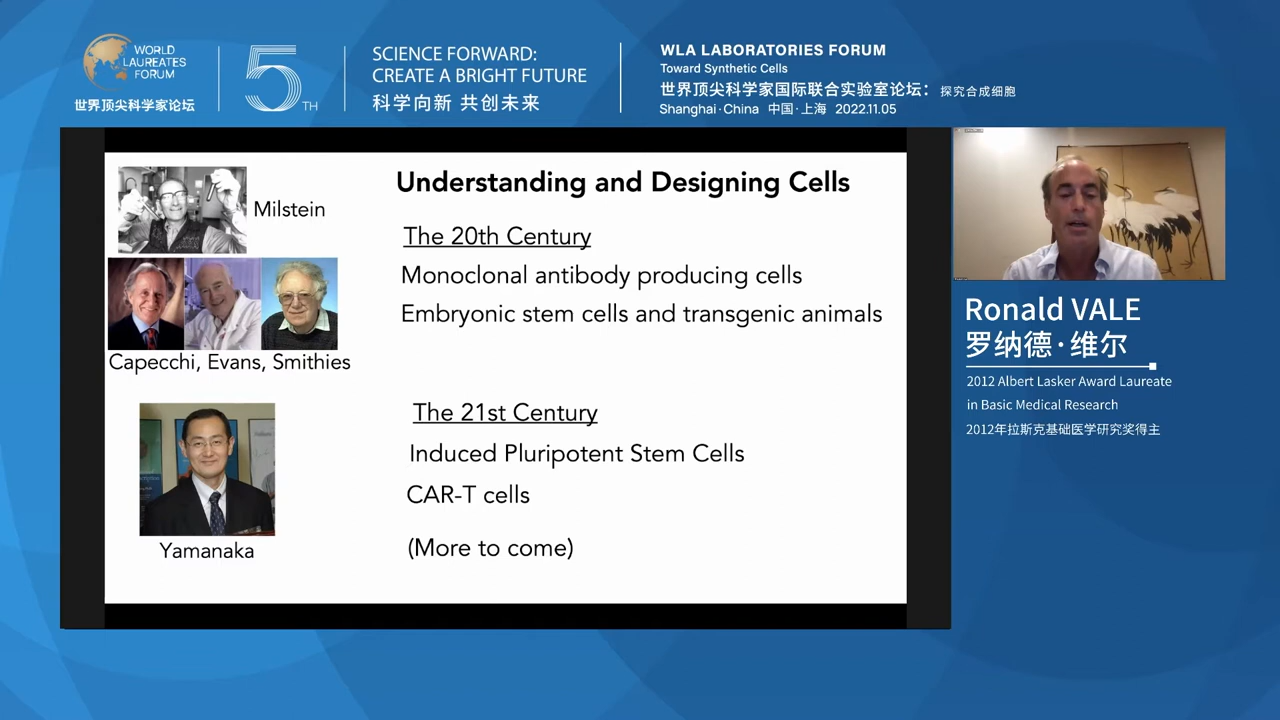 WORLD
LAUREATES
FORUM
世界顶尖科学家论坛
5TH
SCIENCE FORWARD:
CREATE A BRIGHT FUTURE
科学向新 共创未来
WLA LABORATORIES FORUM
Toward Synthetic Cells
世界顶尖科学家国际联合实验室论坛：探究合成细胞
Shanghai·China 中国·上海 2022.11.05
Understanding and Designing Cells
Milstein
The 20th Century
Monoclonal antibody producing cells
Embryonic stem cells and transgenic animals
Capecchi, Evans, Smithies
The 21st Century
Induced Pluripotent Stem Cells
CAR-T cells
(More to come)
Yamanaka
Ronald VALE
罗纳德·维尔
2012 Albert Lasker Award Laureate
in Basic Medical Research
2012年拉斯克基础医学研究奖得主